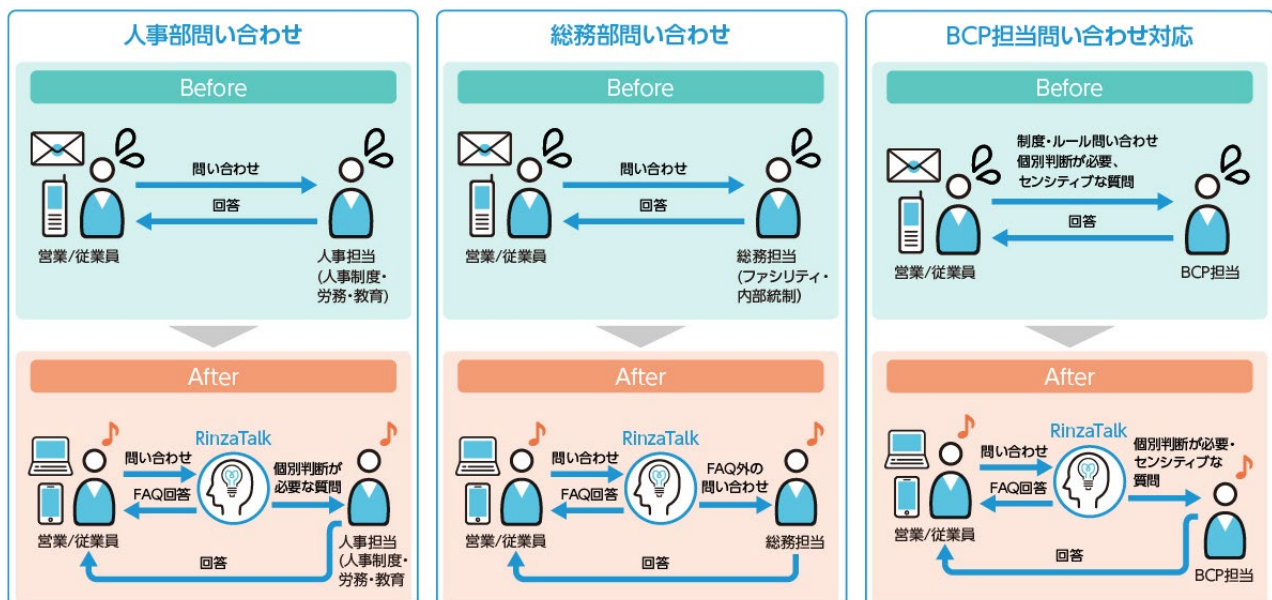 人事部問い合わせ
Before
問い合わせ
回答
営業/従業員
人事担当
(人事制度・
労務・教育)
After
RinzaTalk
問い合わせ
FAQ回答
個別判断が
必要な質問
営業/従業員
人事担当
(人事制度・
労務・教育
回答
総務部問い合わせ
Before
問い合わせ
回答
営業/従業員
総務担当
(ファシリティ・
内部統制)
After
RinzaTalk
問い合わせ
FAQ回答
FAQ外の
問い合わせ
営業/従業員
総務担当
回答
BCP担当問い合わせ対応
Before
制度・ルール問い合わせ
個別判断が必要、
センシティブな質問
回答
営業/従業員
BCP担当
After
RinzaTalk
問い合わせ
FAQ回答
個別判断が必要・
センシティブな
質問
営業/従業員
回答
BCP担当